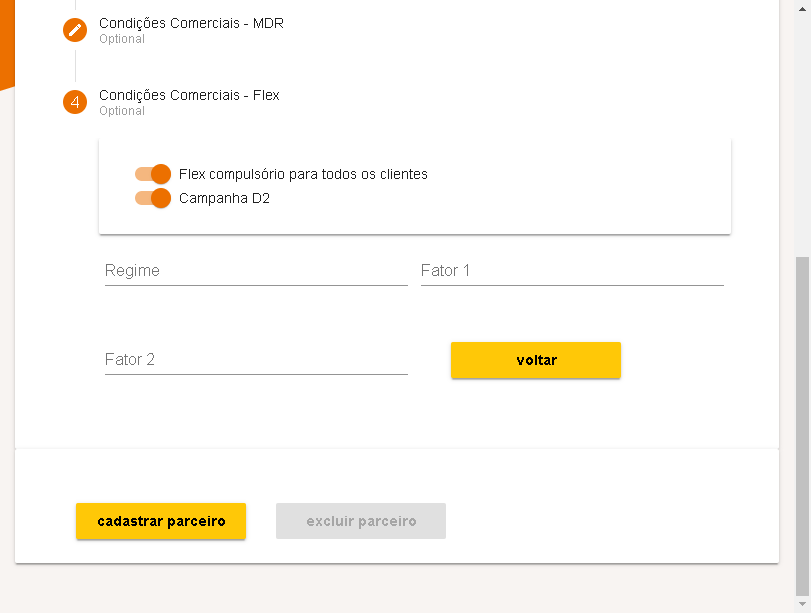 Condições Comerciais - MDR
Optional
4
Condições Comerciais - Flex
Optional
Flex compulsório para todos os clientes
Campanha D2
Regime
Fator 1
Fator 2
voltar
cadastrar parceiro
excluir parceiro